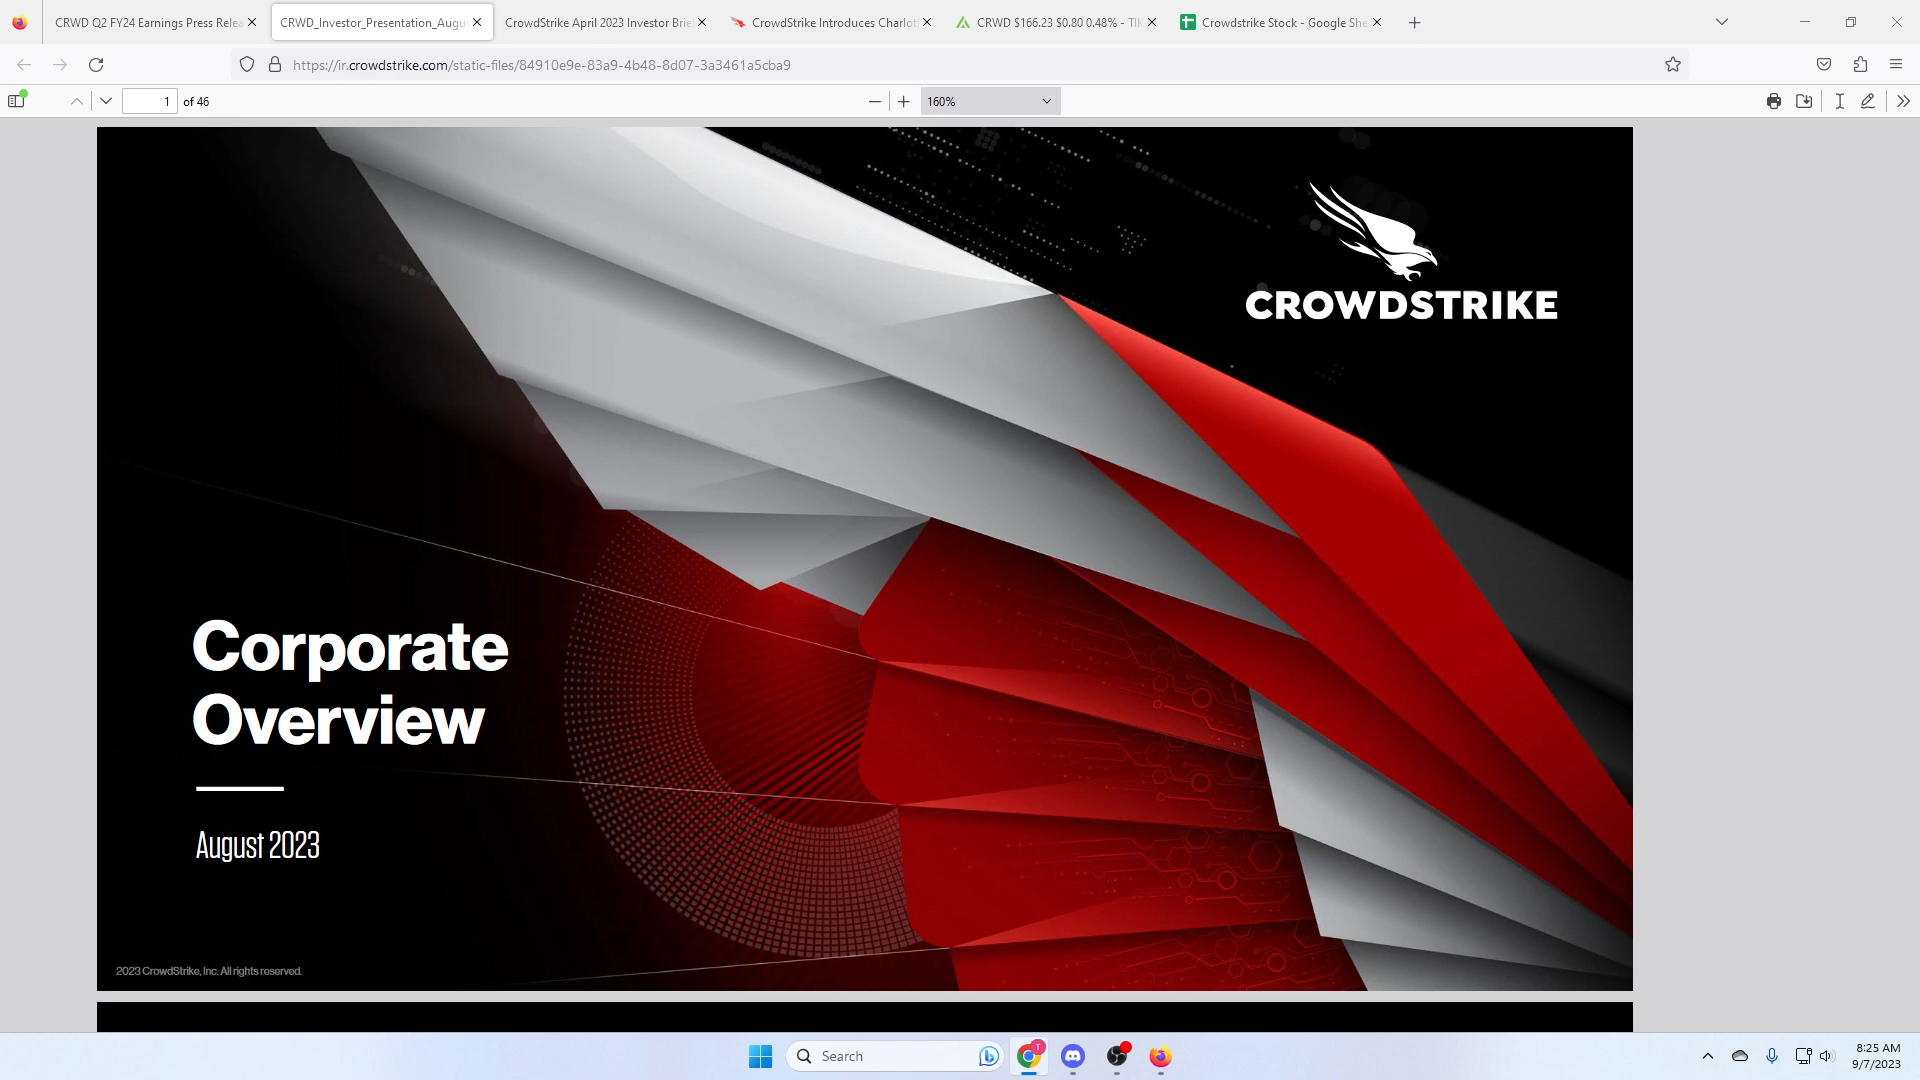 CRWD Q2 FY24 Earnings Press Relea
CRWD_Investor_Presentation_Augu
CrowdStrike April 2023 Investor Brie
CrowdStrike Introduces Charlot
CRWD $166.23 $0.80 0.48% - TIK
Crowdstrike Stock - Google She
https://ir.crowdstrike.com/static-files/84910e9e-83a9-4b48-8d07-3a3461a5cba9
1 of 46
160%
CROWDSTRIKE
Corporate
Overview
August 2023
2023 CrowdStrike, Inc. All rights reserved.
Search
T
8:25 AM
9/7/2023